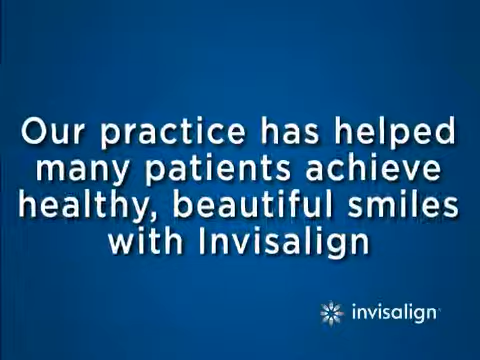 Our practice has helped
many patients achieve
healthy, beautiful smiles
with Invisalign
invisalign